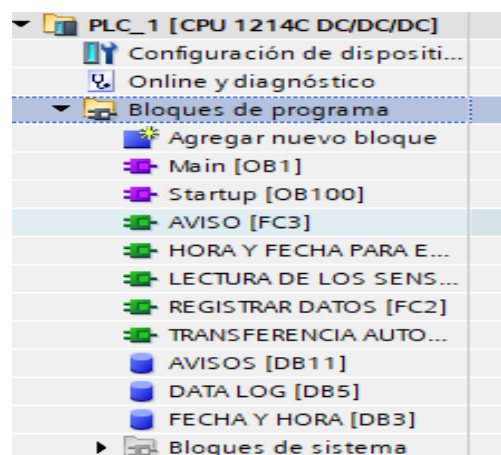 PLC_1 [CPU 1214C DC/DC/DC]
Configuración de dispositi...
Online y diagnóstico
Bloques de programa
Agregar nuevo bloque
Main [OB1]
Startup [OB100]
AVISO [FC3]
HORA Y FECHA PARA E...
LECTURA DE LOS SENS...
REGISTRAR DATOS [FC2]
TRANSFERENCIA AUTO...
AVISOS [DB11]
DATA LOG [DB5]
FECHA Y HORA [DB3]
Bloques de sistema